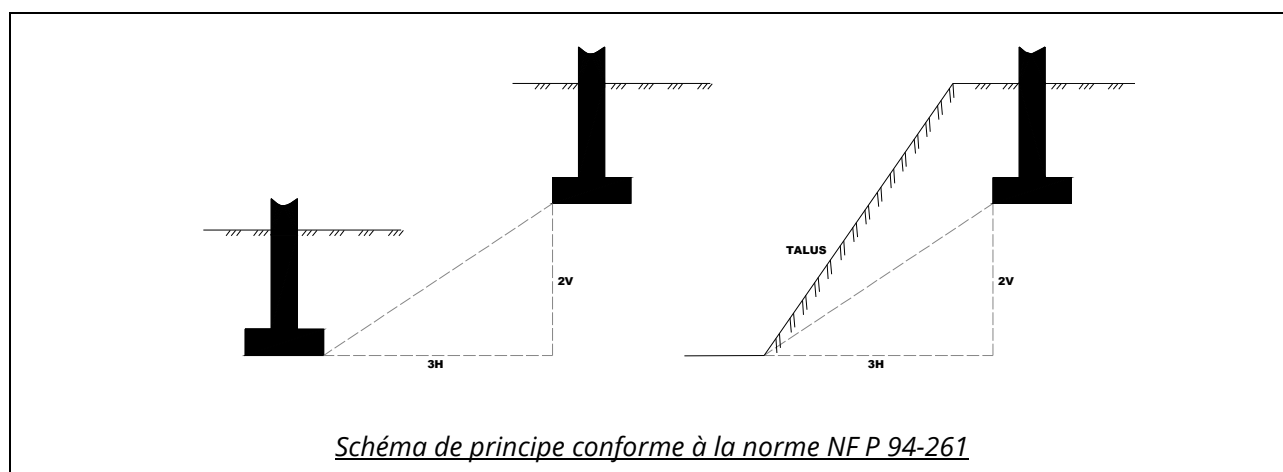 TALUS
2V
2V
3H
3H
Schéma de principe conforme à la norme NF P 94-261